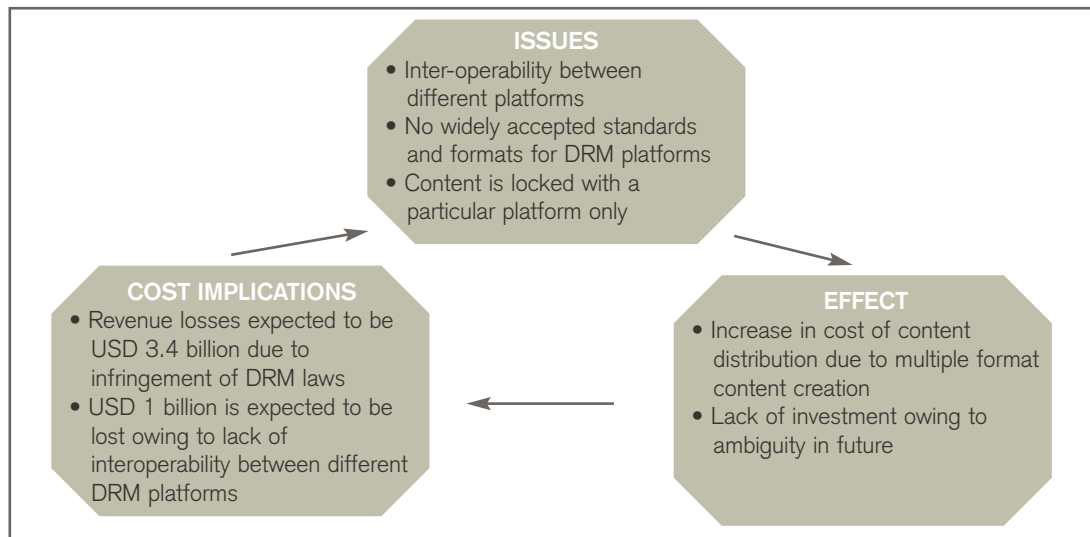 ISSUES
• Inter-operability between
different platforms
• No widely accepted standards
and formats for DRM platforms
• Content is locked with a
particular platform only
COST IMPLICATIONS
• Revenue losses expected to be
USD 3.4 billion due to
infringement of DRM laws
• USD 1 billion is expected to be
lost owing to lack of
interoperability between different
DRM platforms
EFFECT
• Increase in cost of content
distribution due to multiple format
content creation
• Lack of investment owing to
ambiguity in future